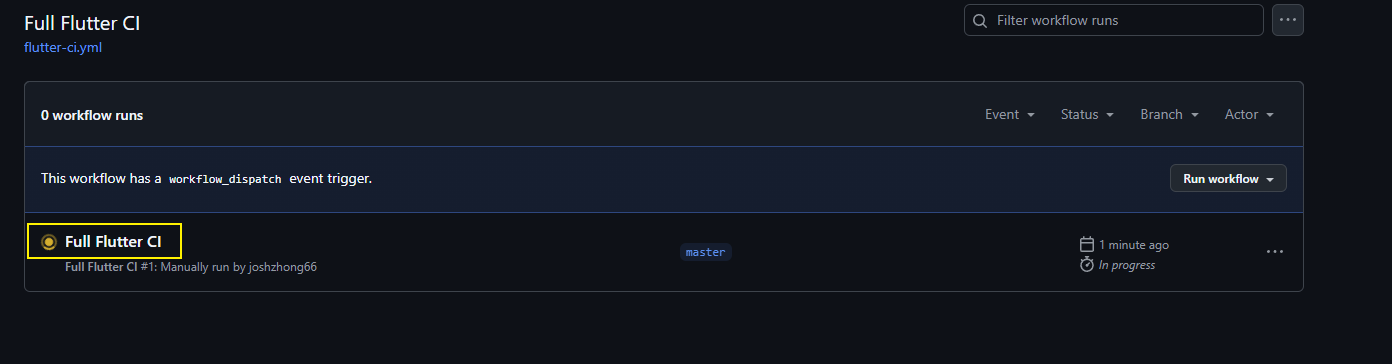 Full Flutter CI
flutter-ci.yml
Filter workflow runs
0 workflow runs
Event
Status
Branch
Actor
This workflow has a workflow_dispatch event trigger.
Run workflow
Full Flutter CI
Full Flutter CI #1: Manually run by joshzhong66
master
1 minute ago
In progress